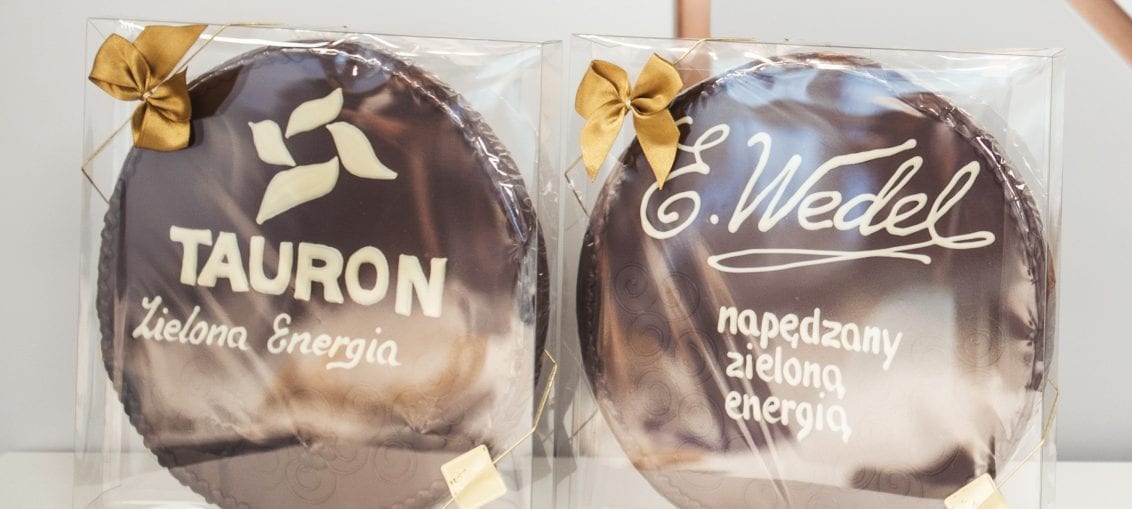 TAURON
Zielona Energia
E. Wedel
napędzany
zieloną
energią